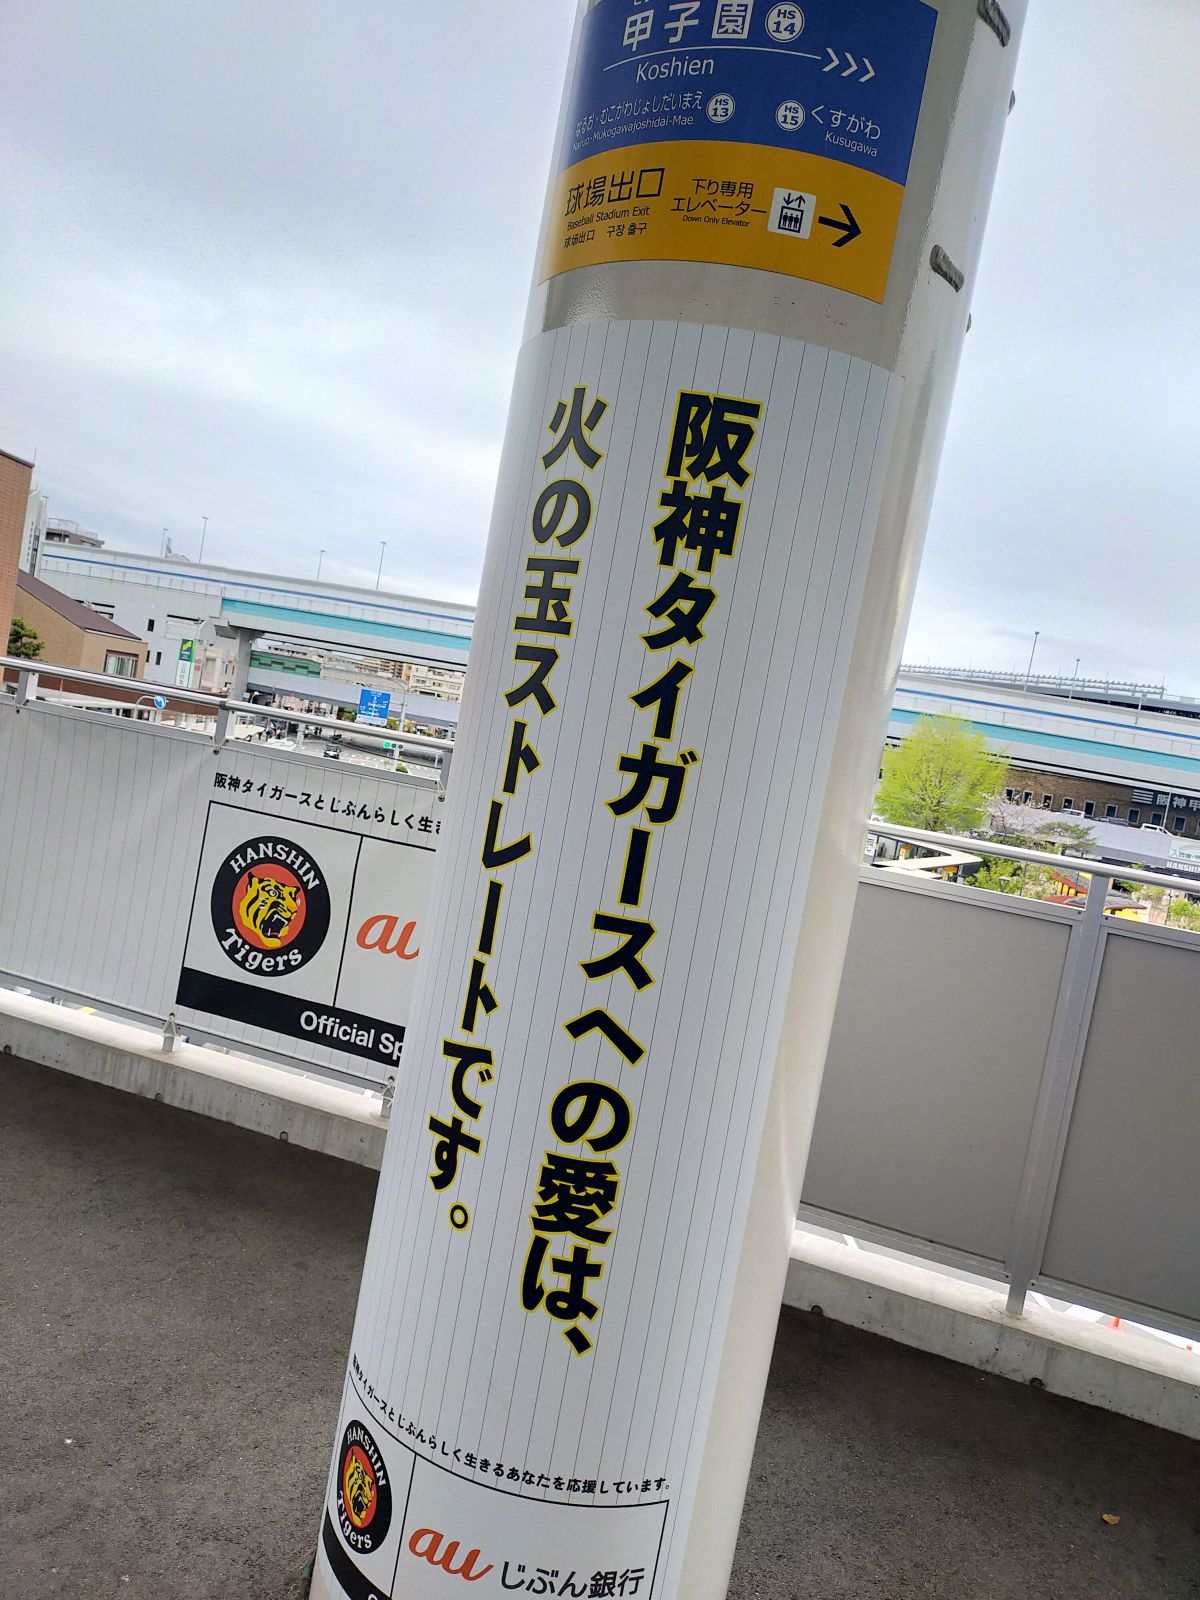 甲子園 HS 14
Koshien
なるお・むこがわじょしだいまえ HS 13
Naruo・Mukogawajoshidai-Mae
HS 15 くすがわ
Kusugawa
球場出口
Baseball Stadium Exit
球场出口 구장 출구
下り専用
エレベーター
Down Only Elevator
阪神タイガースへの愛は、
火の玉ストレートです。
阪神タイガースとじぶんらしく生き
HANSHIN
Tigers
au
Official Sp
阪神甲
HANSHIN
阪神タイガースとじぶんらしく生きるあなたを応援しています。
HANSHIN
Tigers
au じぶん銀行